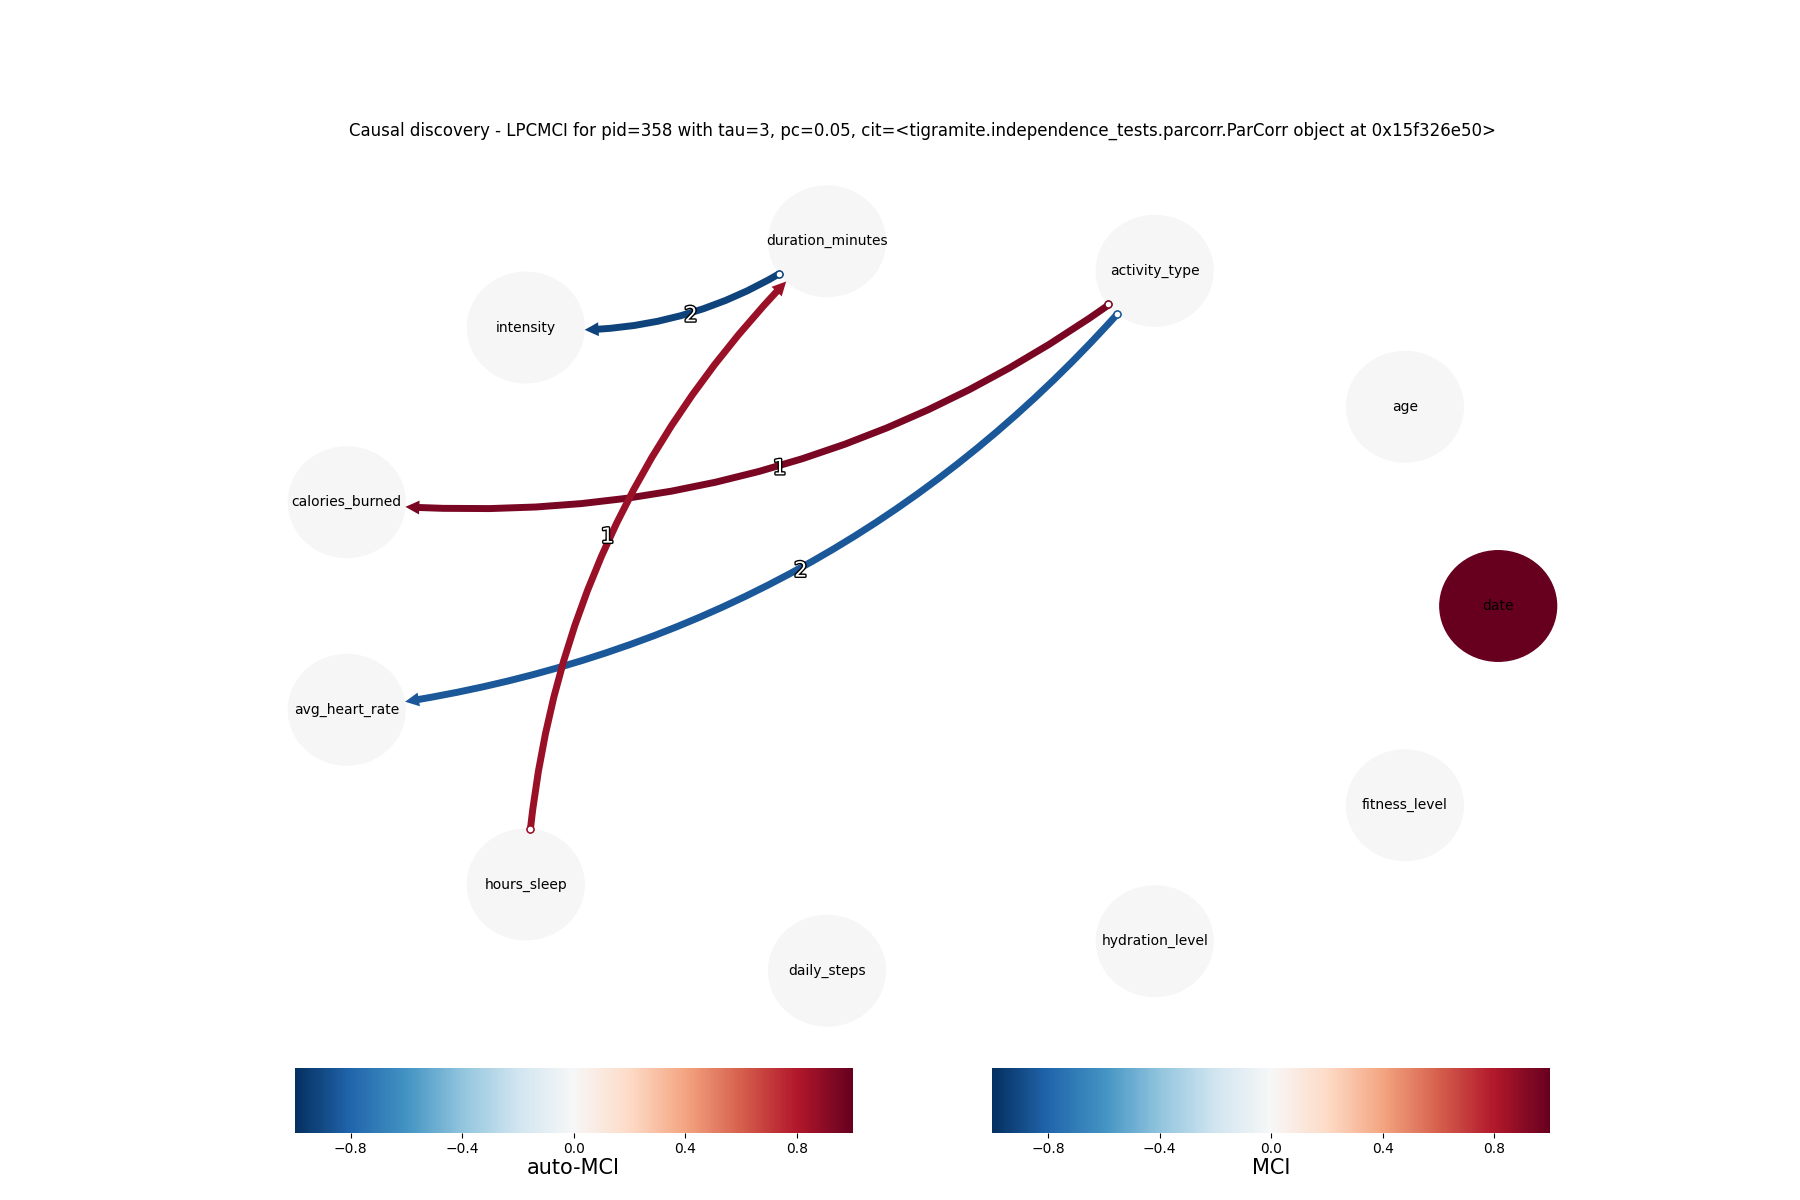 Causal discovery - LPCMCI for pid=358 with tau=3, pc=0.05, cit=<tigramite.independence_tests.parcorr.ParCorr object at 0x15f326e50>
duration_minutes
activity_type
intensity
2
age
1
calories_burned
1
2
date
avg_heart_rate
fitness_level
hours_sleep
hydration_level
daily_steps
−0.8 −0.4 0.0 0.4 0.8
auto-MCI
−0.8 −0.4 0.0 0.4 0.8
MCI